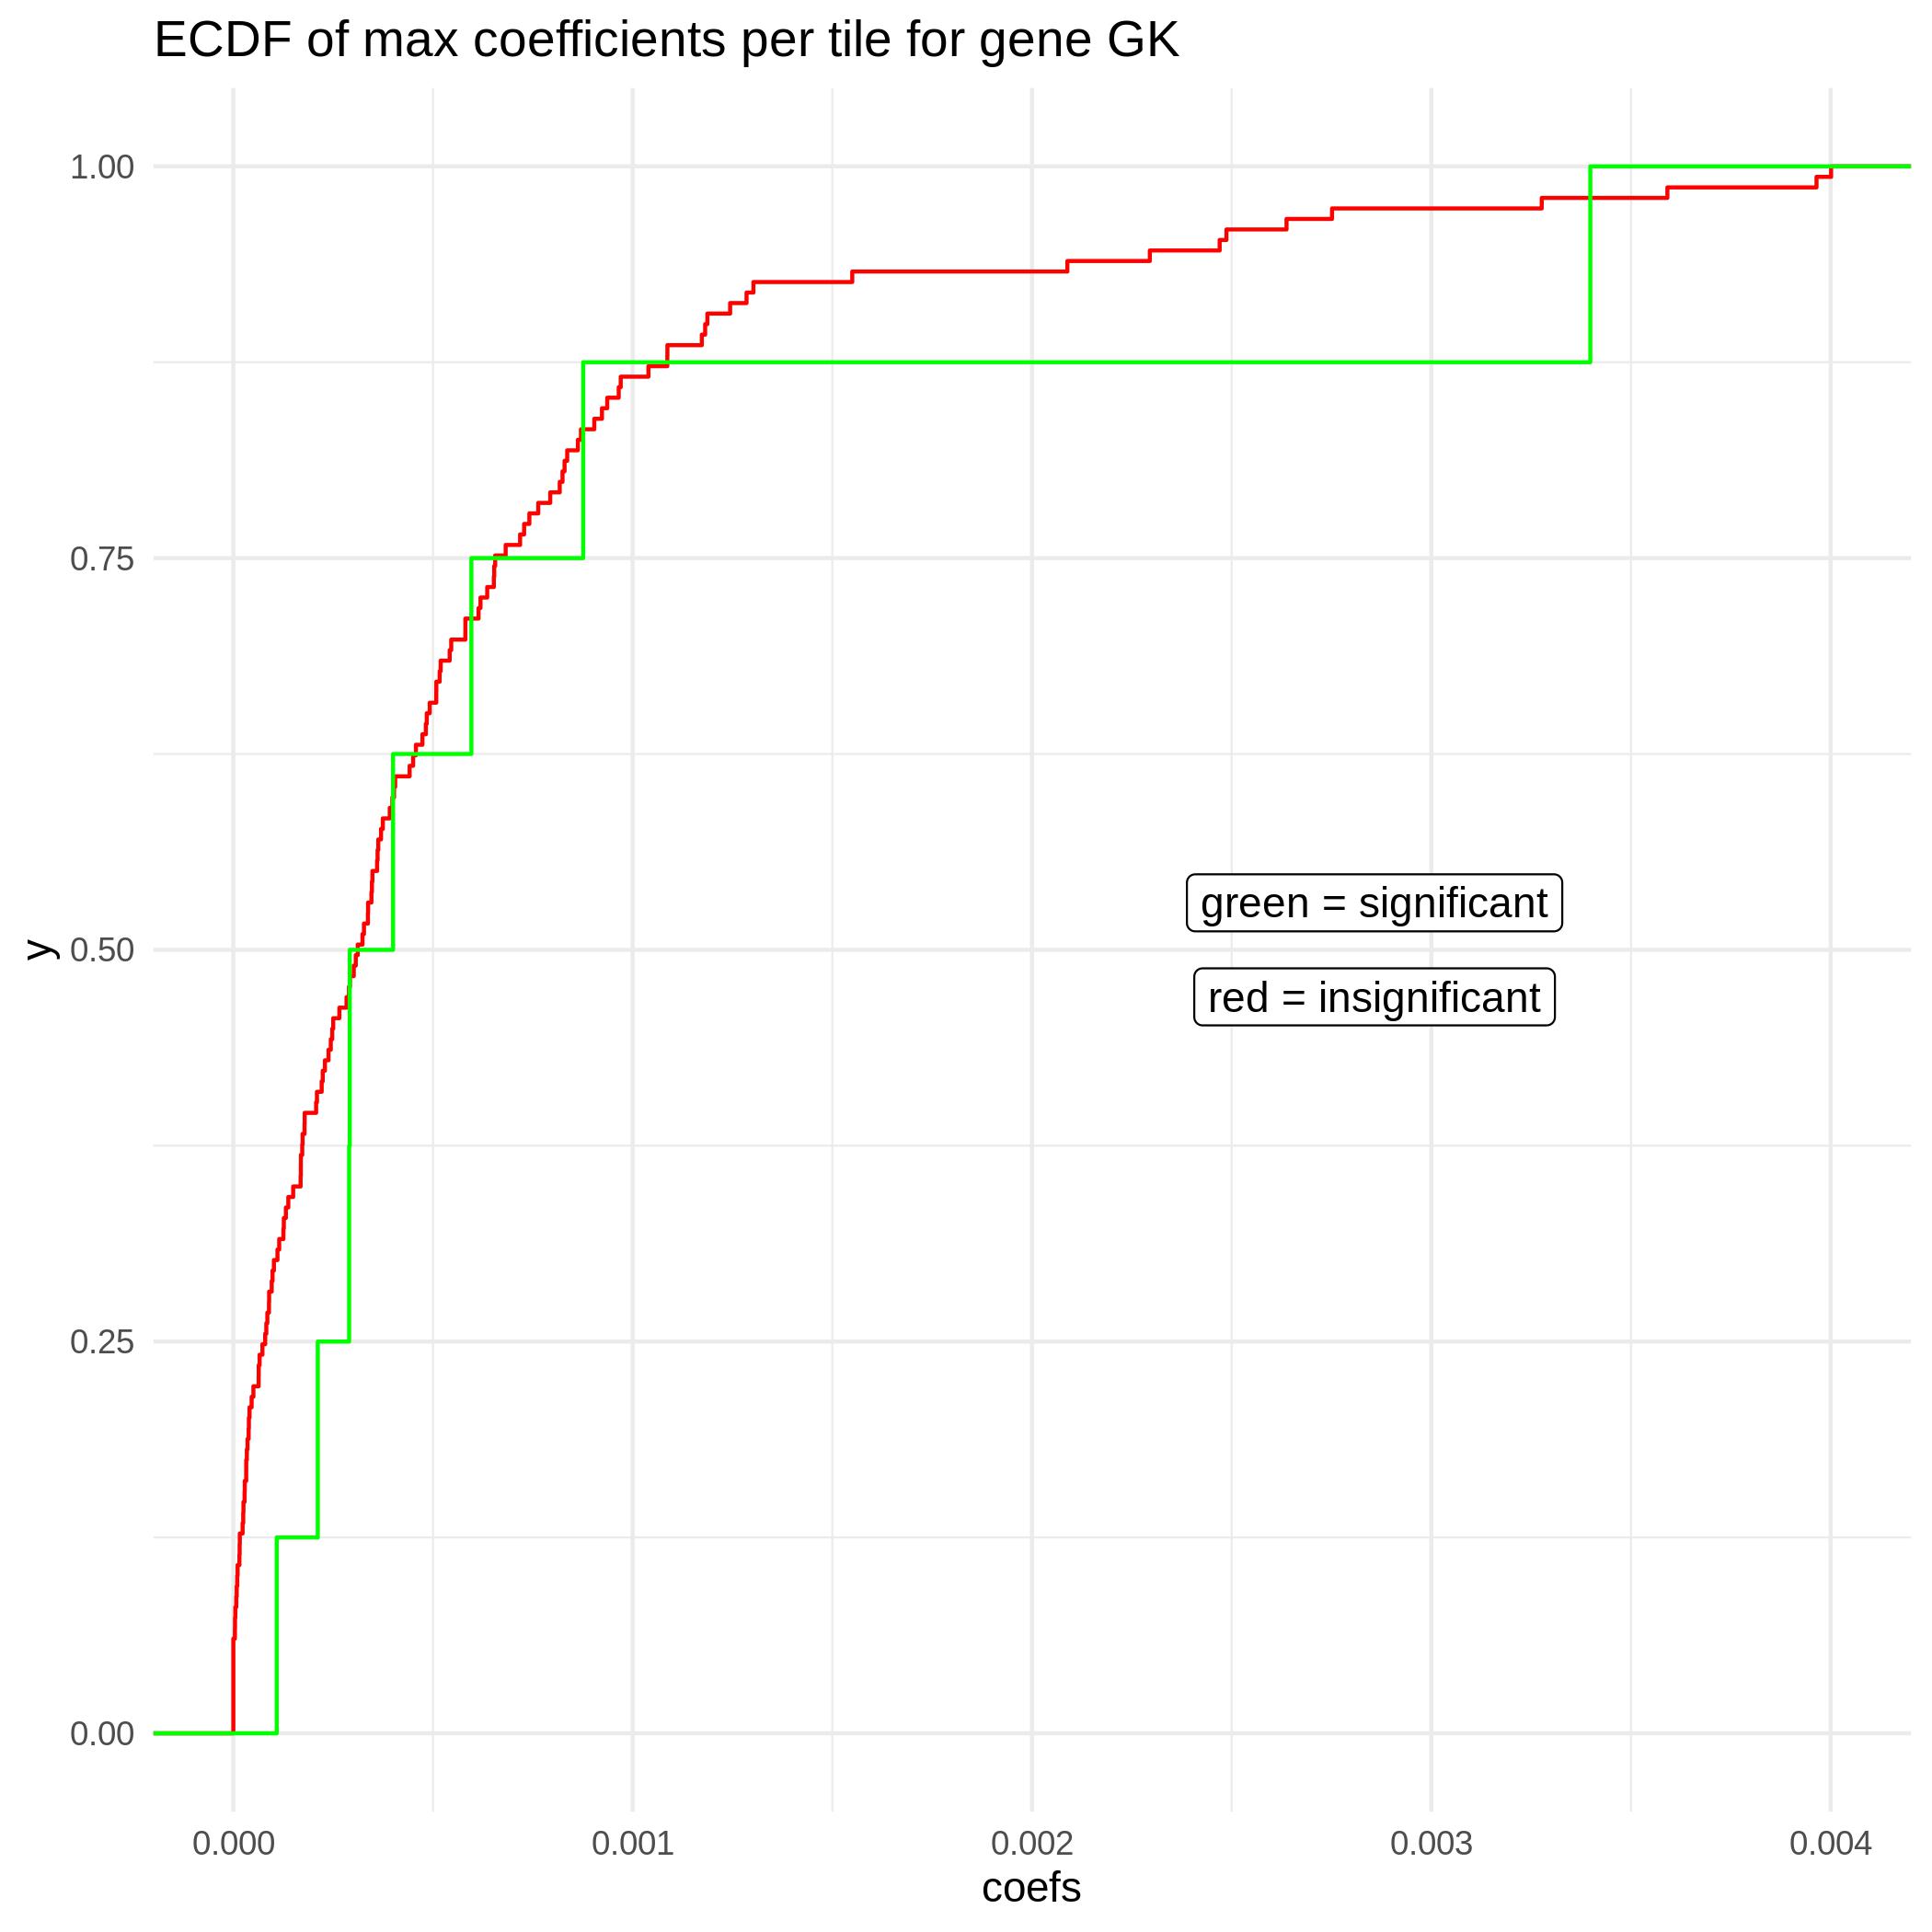 ECDF of max coefficients per tile for gene GK
1.00
0.75
0.50
0.25
0.00
y
green = significant
red = insignificant
0.000
0.001
0.002
0.003
0.004
coefs